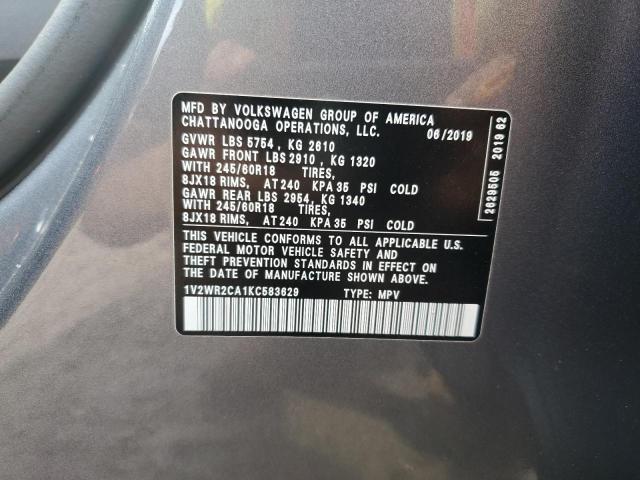 MFD BY VOLKSWAGEN GROUP OF AMERICA
CHATTANOOGA OPERATIONS, LLC. 06/2019
GVWR LBS 5754 , KG 2610
GAWR FRONT LBS 2910 , KG 1320
WITH 245/60R18 TIRES,
8JX18 RIMS, AT 240 KPA 35 PSI COLD
GAWR REAR LBS 2954, KG 1340
WITH 245/60R18 TIRES,
8JX18 RIMS, AT 240 KPA 35 PSI COLD
THIS VEHICLE CONFORMS TO ALL APPLICABLE U.S.
FEDERAL MOTOR VEHICLE SAFETY AND
THEFT PREVENTION STANDARDS IN EFFECT ON
THE DATE OF MANUFACTURE SHOWN ABOVE.
1V2WR2CA1KC583629 TYPE: MPV
2629505 2019 62